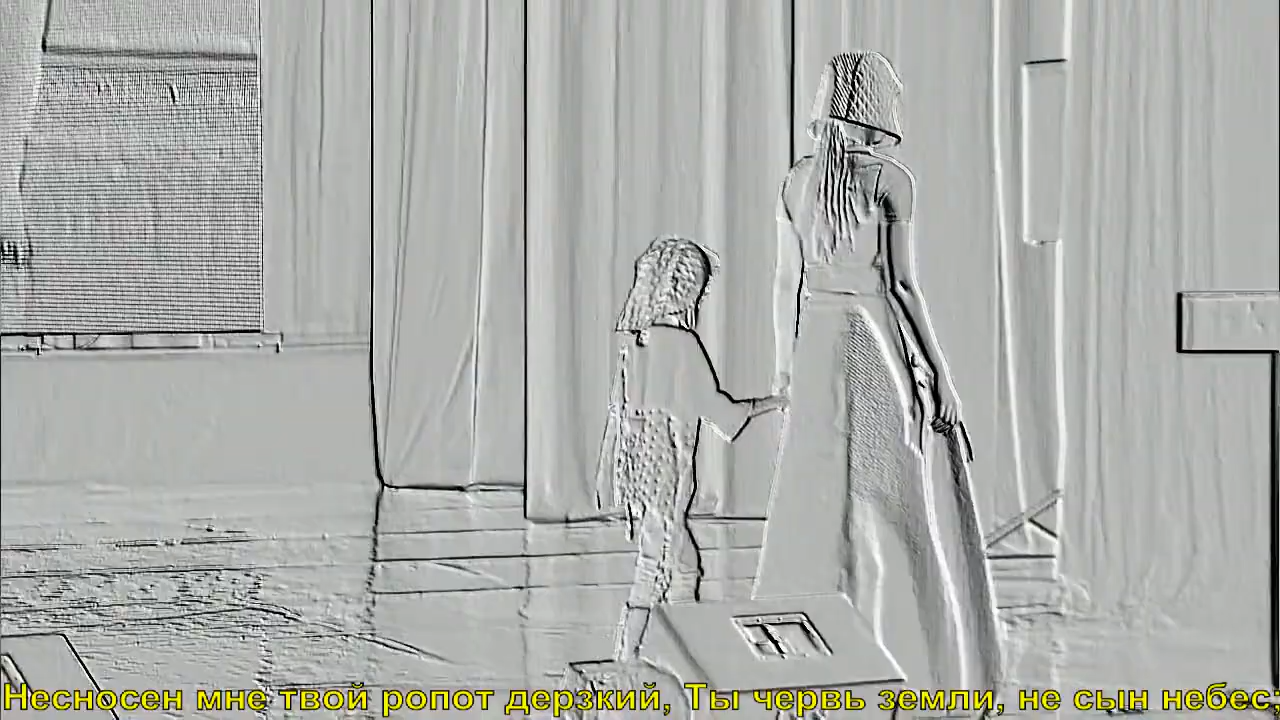 Несносен мне твой ропот дерзкий, Ты червь земли, не сын небес;